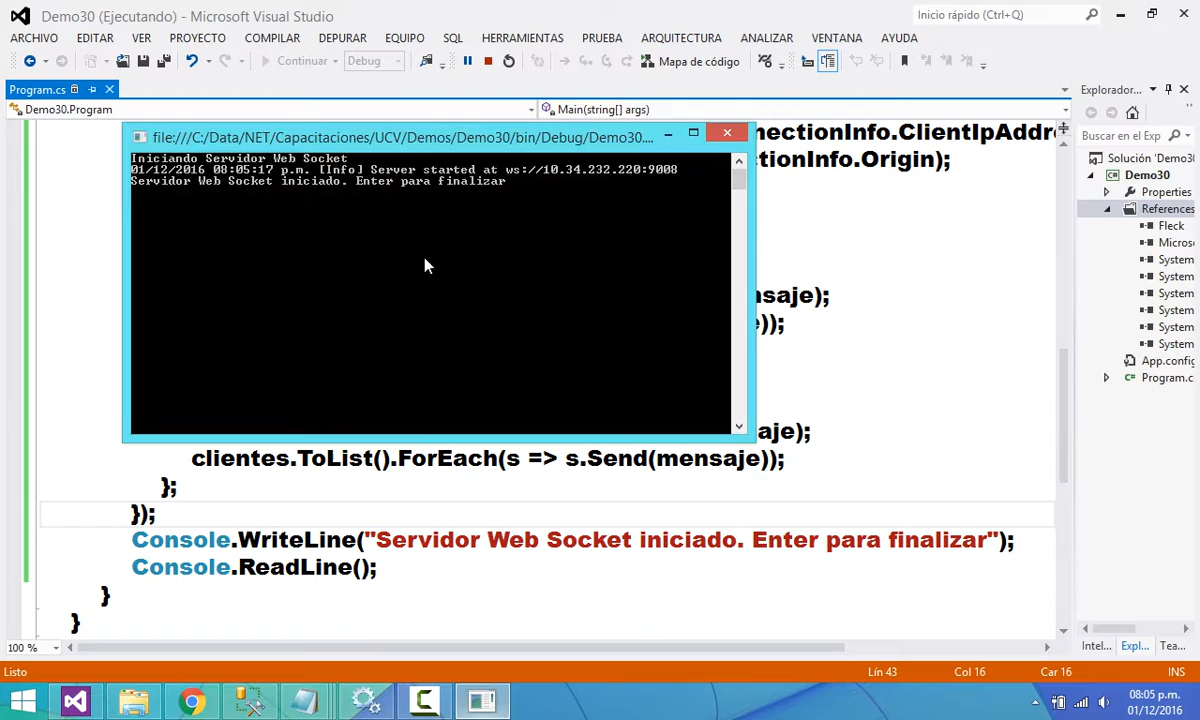 Demo30 (Ejecutando) - Microsoft Visual Studio
Inicio rápido (Ctrl+Q)
ARCHIVO EDITAR VER PROYECTO COMPILAR DEPURAR EQUIPO SQL HERRAMIENTAS PRUEBA ARQUITECTURA ANALIZAR VENTANA AYUDA
Continuar Debug Mapa de código
Program.cs
Explorador...
Demo30.Program
Main(string[] args)
Buscar en el Exp
Solución 'Demo30
Demo30
Properties
References
Fleck
Micros
System
System
System
System
System
System
App.config
Program.c
file:///C:/Data/NET/Capacitaciones/UCV/Demos/Demo30/bin/Debug/Demo30....
Iniciando Servidor Web Socket
01/12/2016 08:05:17 p.m. [Info] Server started at ws://10.34.232.220:9008
Servidor Web Socket iniciado. Enter para finalizar
nectionInfo.ClientIpAddre
ctionInfo.Origin);
nsaje);
e));
aje);
clientes.ToList().ForEach(s => s.Send(mensaje));
};
});
Console.WriteLine("Servidor Web Socket iniciado. Enter para finalizar");
Console.ReadLine();
}
}
100 %
Intel... Expl... Tea...
Listo
Lín 43 Col 16 Car 16 INS
08:05 p.m.
01/12/2016